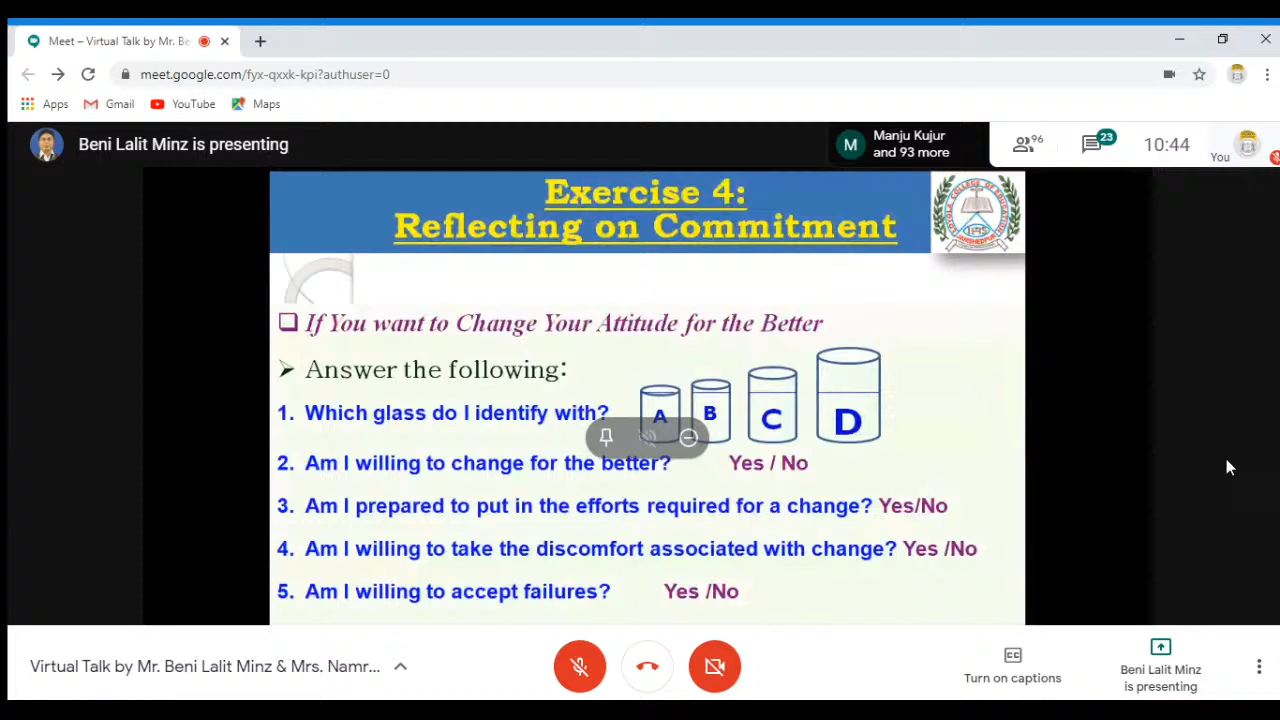 Meet – Virtual Talk by Mr. Be
meet.google.com/fyx-qxxk-kpi?authuser=0
Apps Gmail YouTube Maps
Beni Lalit Minz is presenting
M
Manju Kujur
and 93 more
96
23
10:44
You
Exercise 4:
Reflecting on Commitment
LOYOLA COLLEGE OF EDUCATION
JAMSHEDPUR
If You want to Change Your Attitude for the Better
Answer the following:
1. Which glass do I identify with?
A B C D
2. Am I willing to change for the better? Yes / No
3. Am I prepared to put in the efforts required for a change? Yes/No
4. Am I willing to take the discomfort associated with change? Yes /No
5. Am I willing to accept failures? Yes /No
Virtual Talk by Mr. Beni Lalit Minz & Mrs. Namr...
CC
Turn on captions
Beni Lalit Minz
is presenting